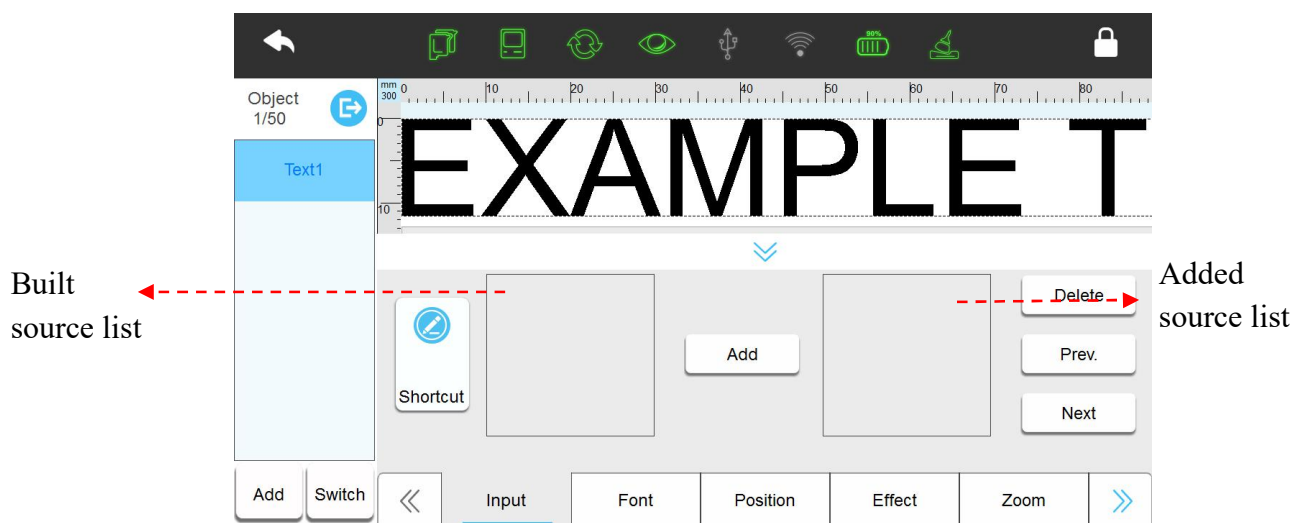 90%
Object
1/50
mm
300
0 10 20 30 40 50 60 70 80
0
10
EXAMPLE T
Text1
Built
source list
Added
source list
Shortcut
Add
Delete
Prev.
Next
Add Switch
Input Font Position Effect Zoom